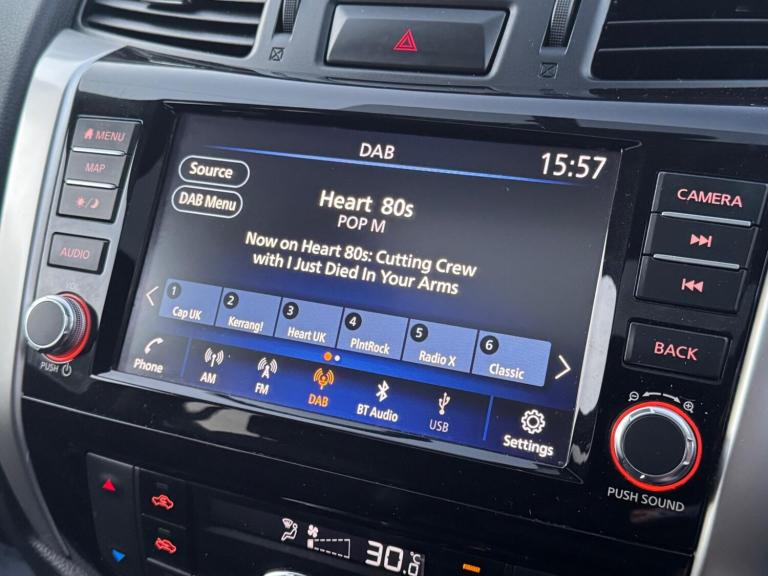 MENU
MAP
AUDIO
PUSH
DAB
15:57
Source
DAB Menu
Heart 80s
POP M
Now on Heart 80s: Cutting Crew
with I Just Died In Your Arms
1 Cap UK
2 Kerrang!
3 Heart UK
4 PlntRock
5 Radio X
6 Classic
Phone
AM
FM
DAB
BT Audio
USB
Settings
CAMERA
BACK
PUSH SOUND
30.0°C